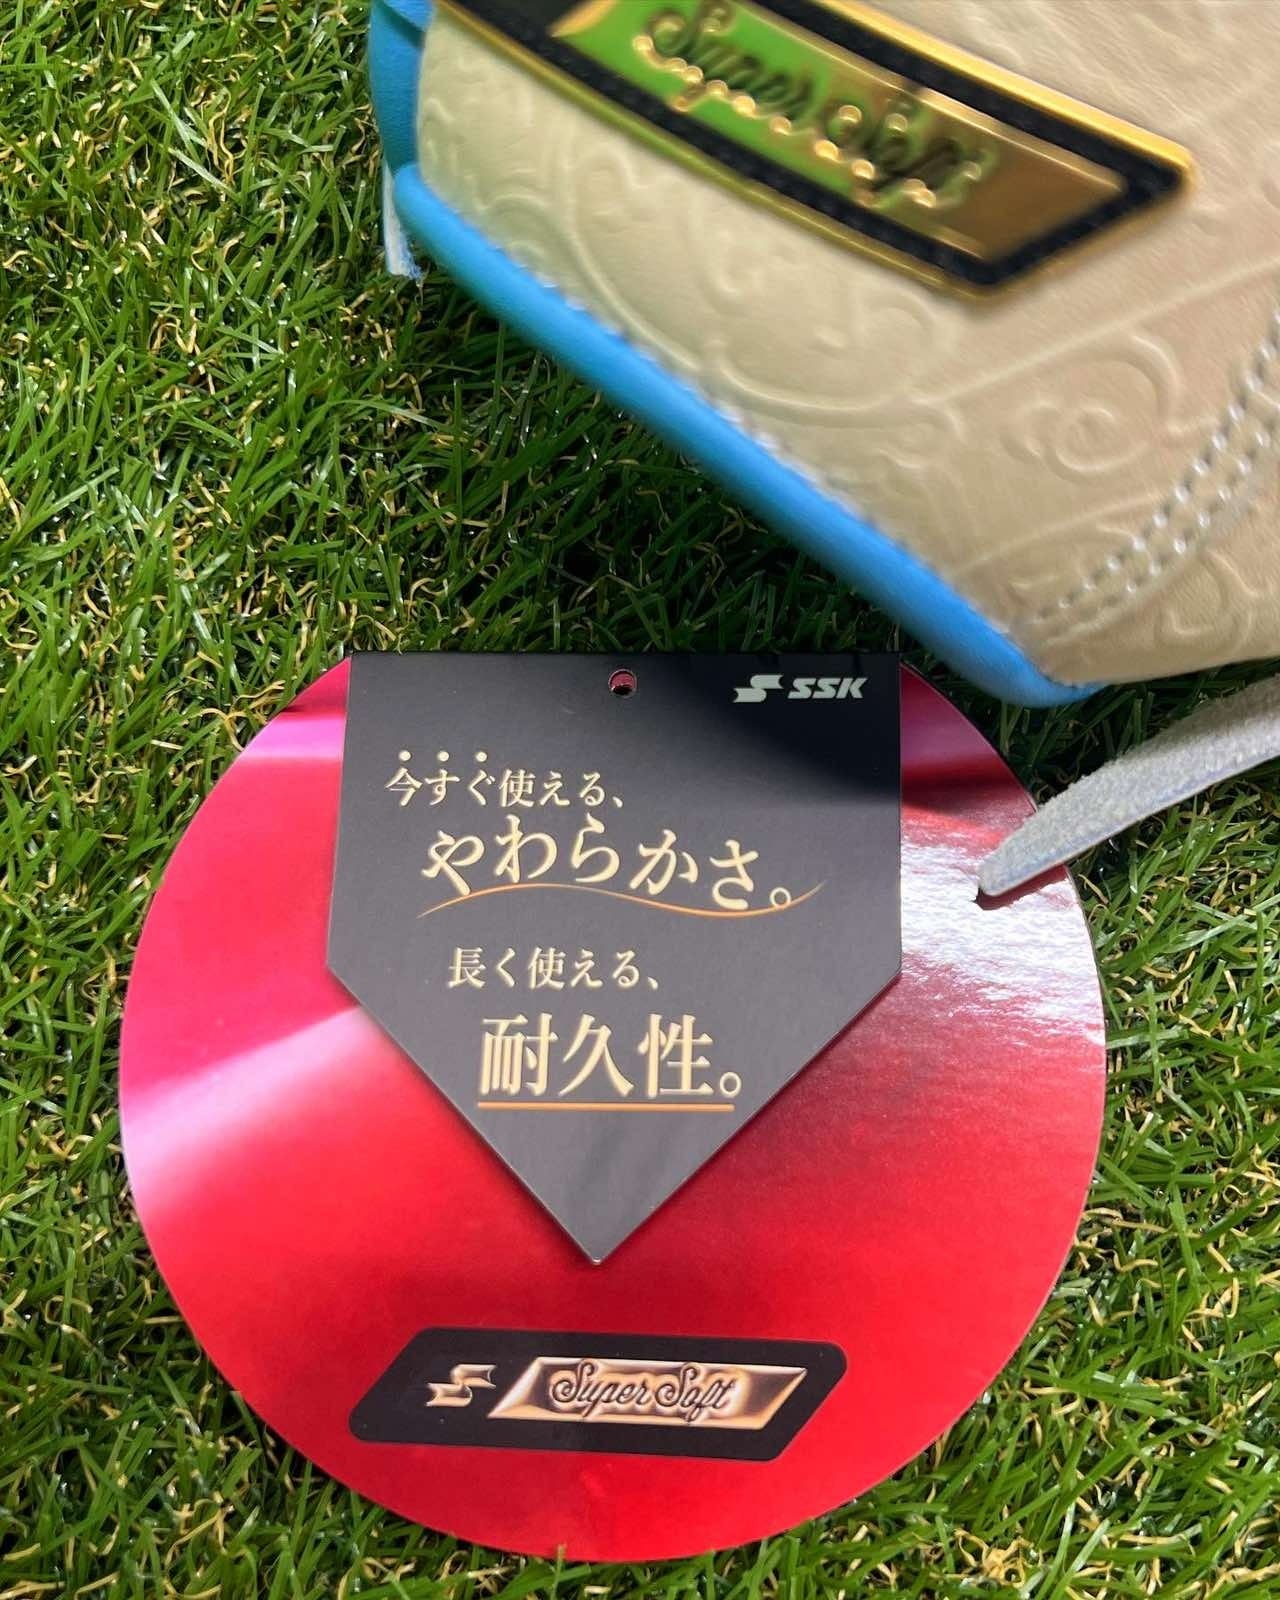 Super Soft
SSK
今すぐ使える、
やわらかさ。
長く使える、
耐久性。
Super Soft